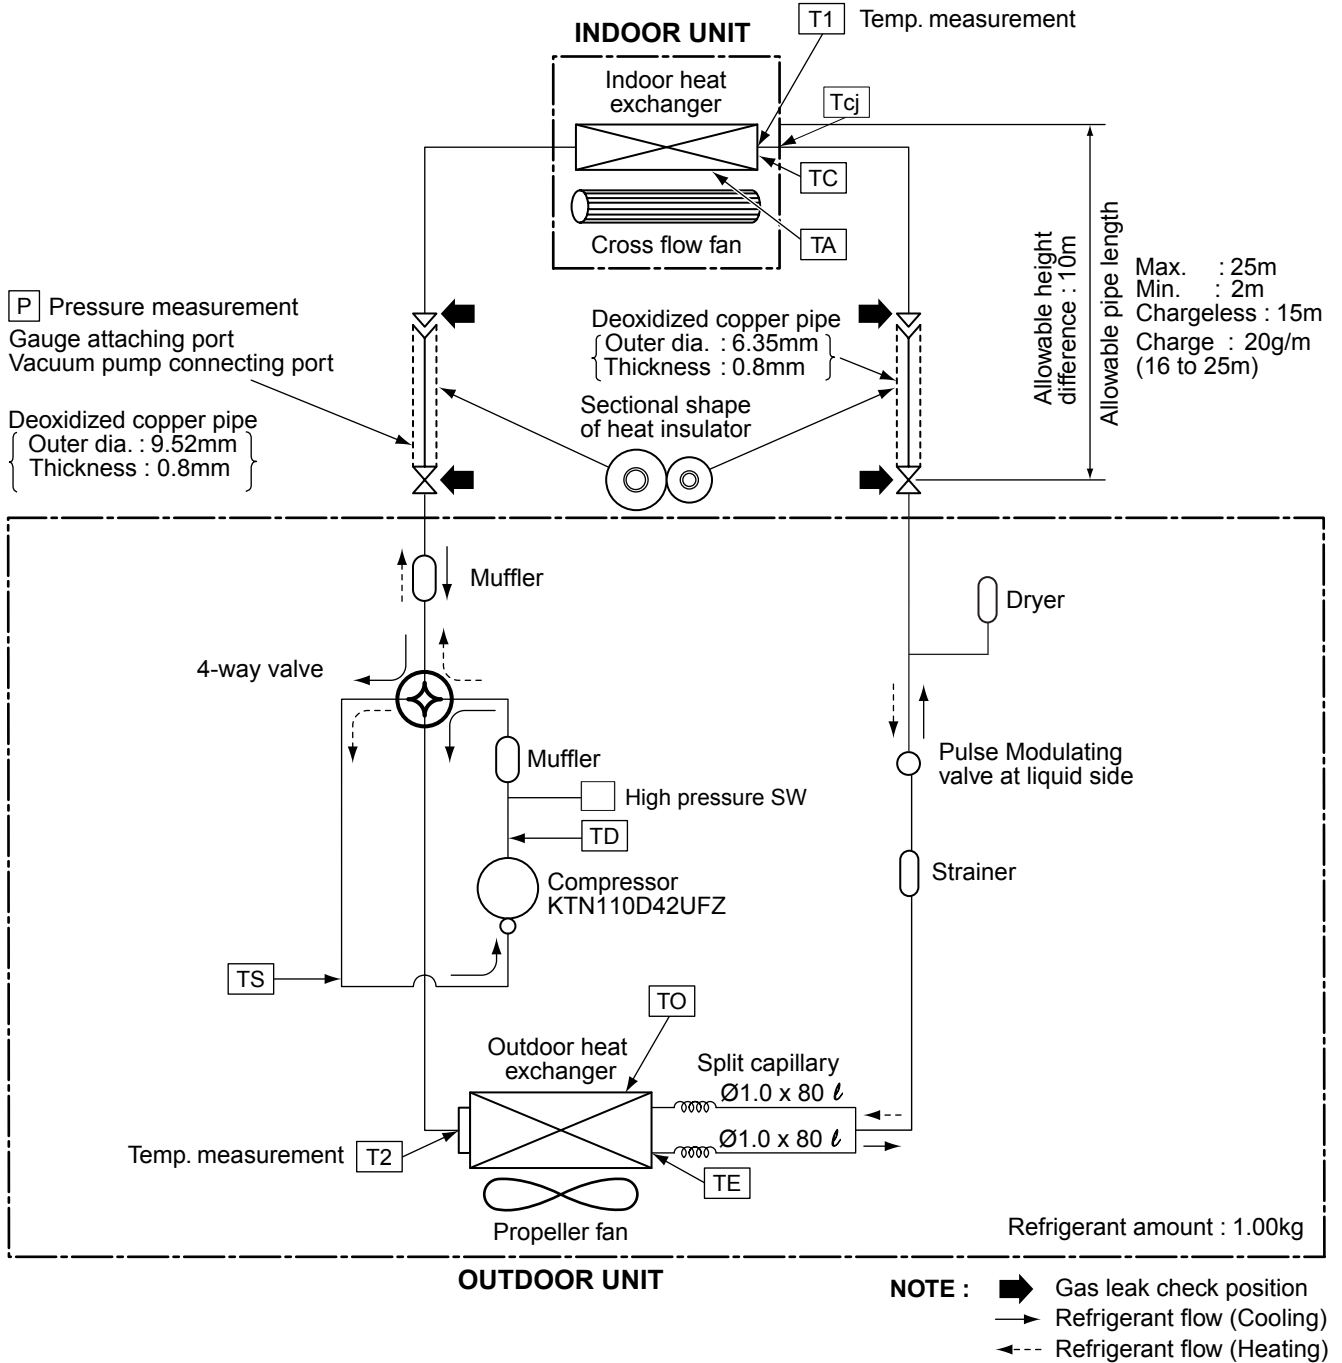 T1 Temp. measurement
INDOOR UNIT
Indoor heat
exchanger
Tcj
TC
Cross flow fan
TA
Allowable height
difference : 10m
Allowable pipe length
Max. : 25m
Min. : 2m
Chargeless : 15m
Charge : 20g/m
(16 to 25m)
P Pressure measurement
Gauge attaching port
Vacuum pump connecting port
Deoxidized copper pipe
Outer dia. : 9.52mm
Thickness : 0.8mm
Deoxidized copper pipe
Outer dia. : 6.35mm
Thickness : 0.8mm
Sectional shape
of heat insulator
Muffler
Dryer
4-way valve
Muffler
Pulse Modulating
valve at liquid side
High pressure SW
TD
Strainer
Compressor
KTN110D42UFZ
TS
TO
Outdoor heat
exchanger
Split capillary
Ø1.0 x 80 ℓ
Ø1.0 x 80 ℓ
Temp. measurement T2
TE
Propeller fan
Refrigerant amount : 1.00kg
OUTDOOR UNIT
NOTE : Gas leak check position
Refrigerant flow (Cooling)
Refrigerant flow (Heating)